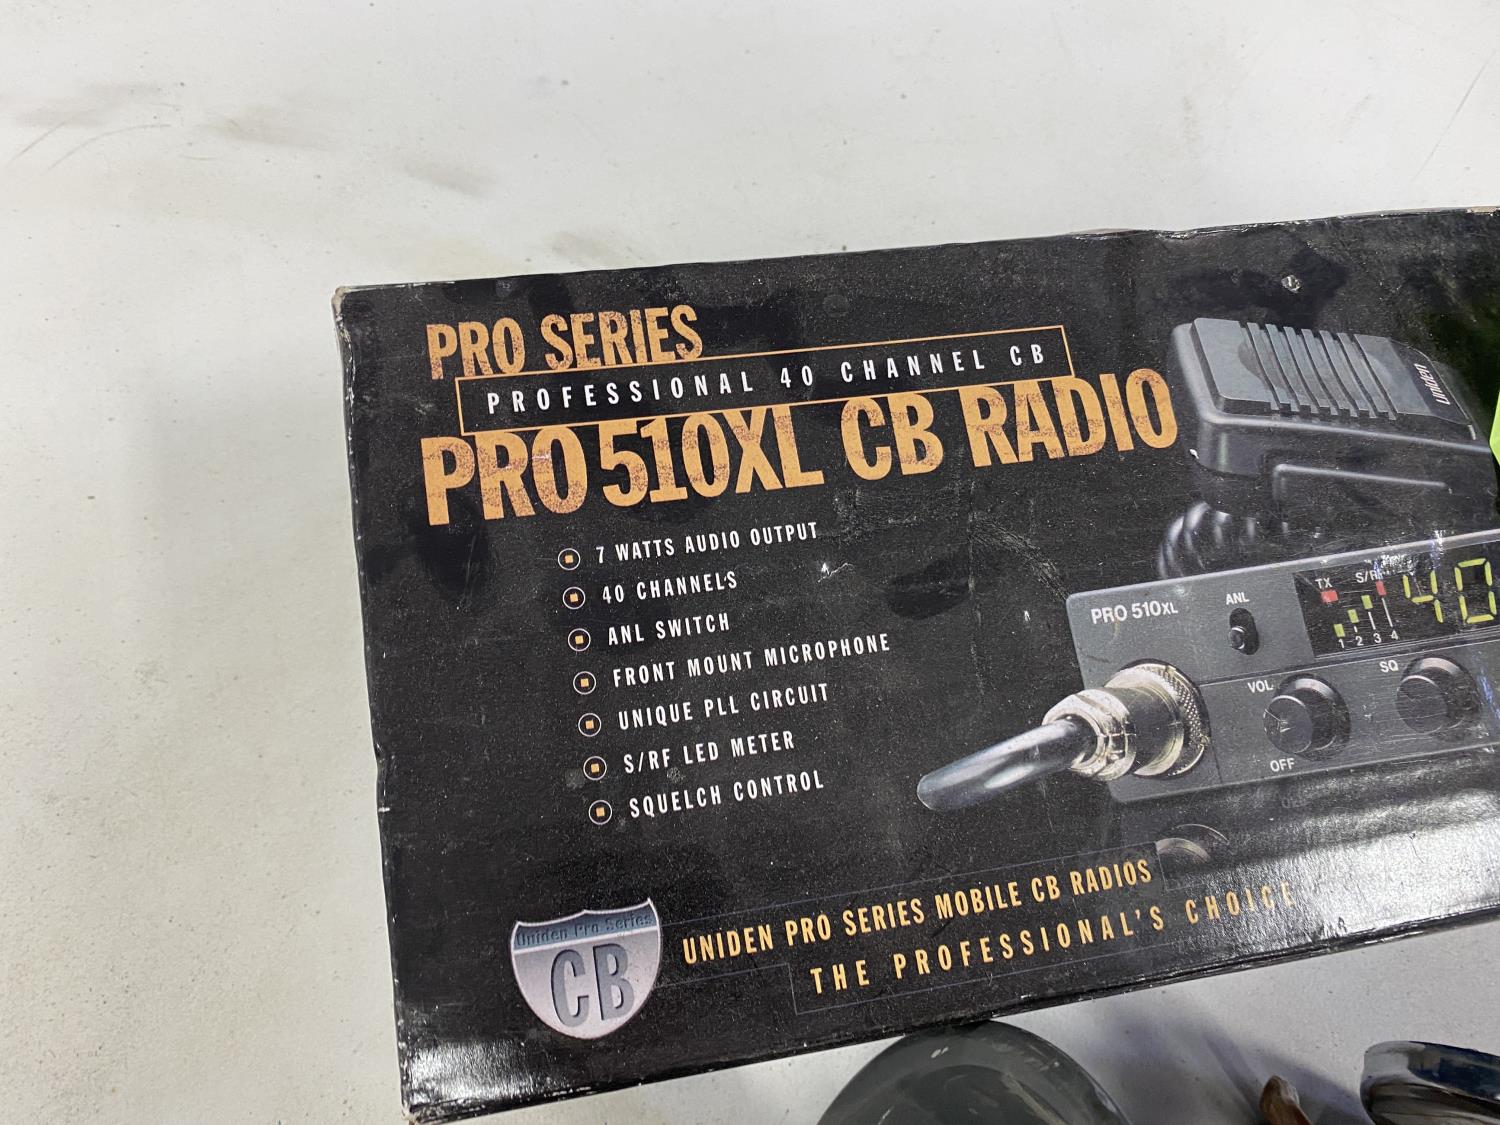 PRO SERIES
PROFESSIONAL 40 CHANNEL CB
PRO 510XL CB RADIO
7 WATTS AUDIO OUTPUT
40 CHANNELS
ANL SWITCH
FRONT MOUNT MICROPHONE
UNIQUE PLL CIRCUIT
S/RF LED METER
SQUELCH CONTROL
uniden
PRO 510XL
ANL
TX
S/RF
40
1 2 3 4
VOL
SQ
OFF
Uniden Pro Series
CB
UNIDEN PRO SERIES MOBILE CB RADIOS
THE PROFESSIONAL'S CHOICE